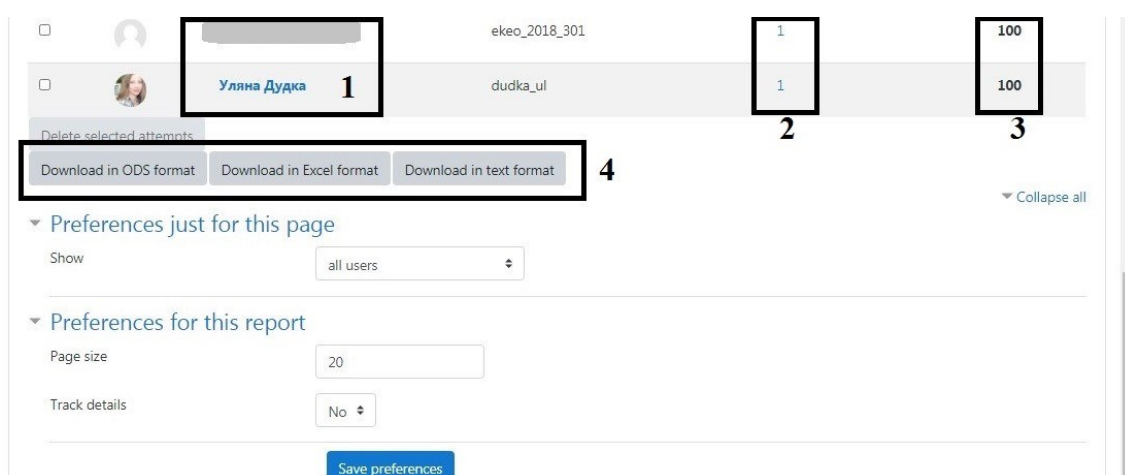 ekeo_2018_301 1 100
Уляна Дудка 1 dudka_ul 1 100
2 3
Delete selected attempts
Download in ODS format Download in Excel format Download in text format 4
Collapse all
Preferences just for this page
Show all users
Preferences for this report
Page size 20
Track details No
Save preferences